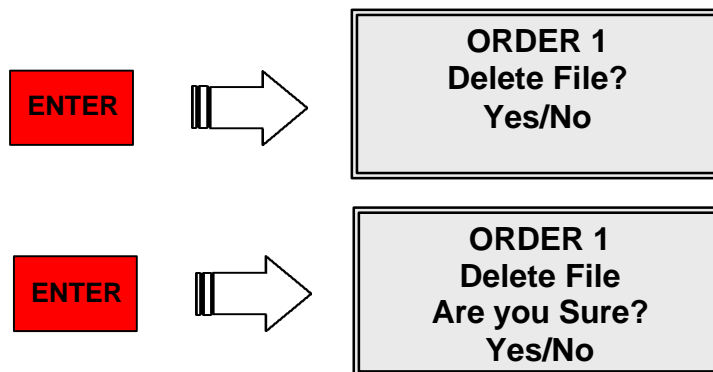 ENTER
ORDER 1
Delete File?
Yes/No
ENTER
ORDER 1
Delete File
Are you Sure?
Yes/No